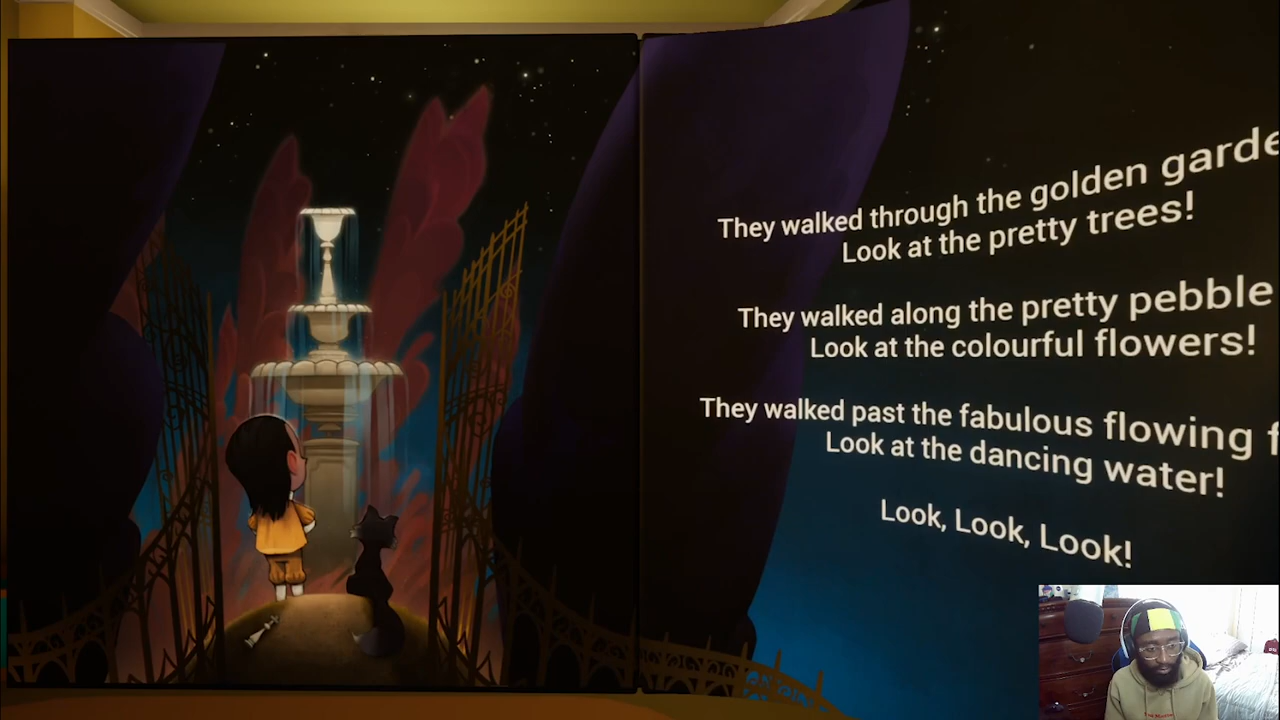 They walked through the golden garde
Look at the pretty trees!
They walked along the pretty pebble
Look at the colourful flowers!
They walked past the fabulous flowing f
Look at the dancing water!
Look, Look, Look!